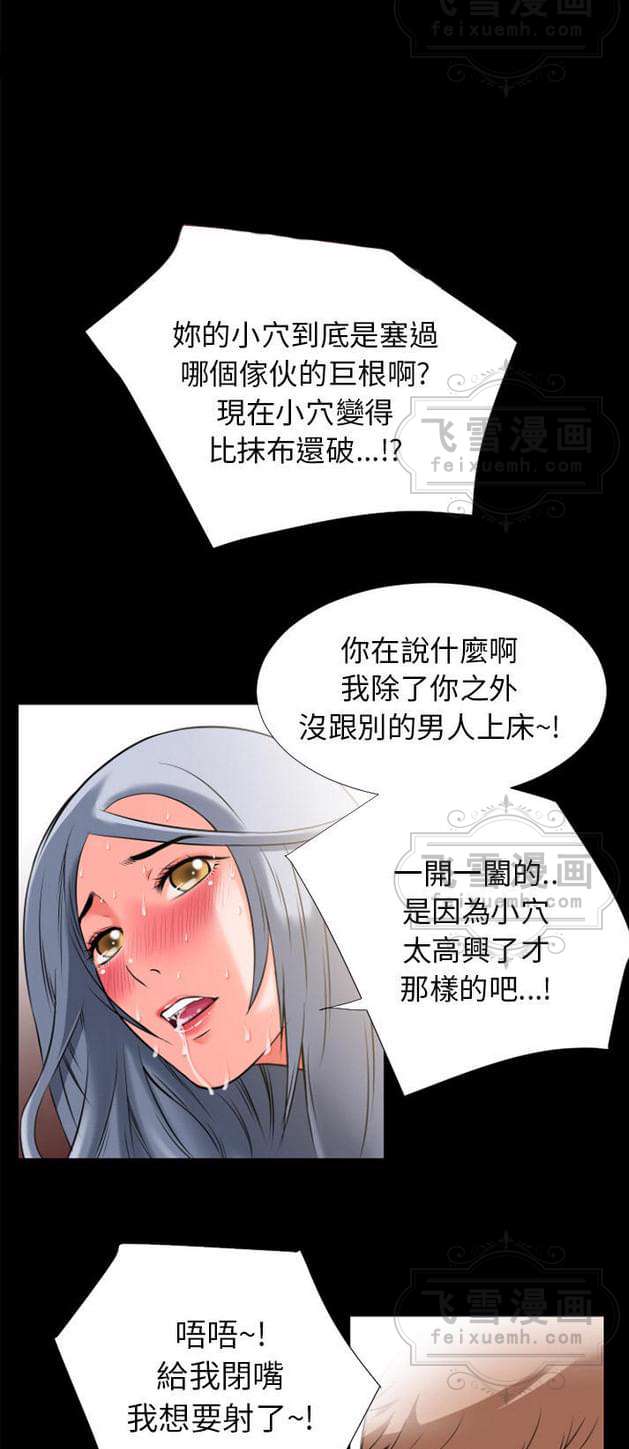 飞雪漫画
feixuemh.com
妳的小穴到底是塞過
哪個傢伙的巨根啊?
現在小穴變得
比抹布還破...!?
飞雪漫画
feixuemh.com
你在說什麼啊
我除了你之外
沒跟別的男人上床~!
飞雪漫画
feixuemh.com
一開一闔的..
是因為小穴
太高興了才
那樣的吧...!
飞雪漫画
feixuemh.com
唔唔~!
給我閉嘴
我想要射了~!